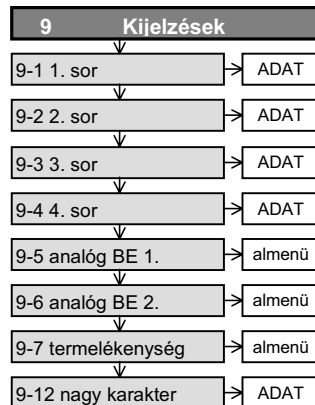 9 Kijelzések
9-1 1. sor ADAT
9-2 2. sor ADAT
9-3 3. sor ADAT
9-4 4. sor ADAT
9-5 analóg BE 1. almenü
9-6 analóg BE 2. almenü
9-7 termelékenység almenü
9-12 nagy karakter ADAT